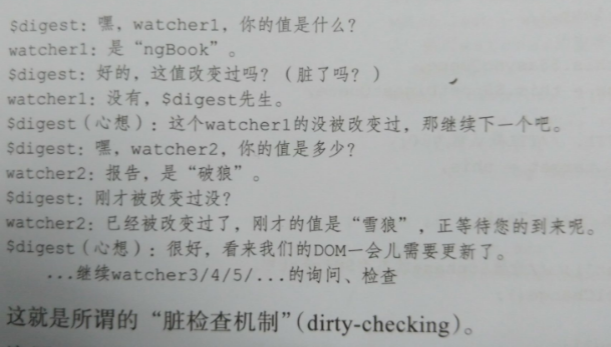 $digest: 嘿，watcher1，你的值是什么？
watcher1: 是“ngBook”。
$digest: 好的，这值改变过吗？（脏了吗？）
watcher1: 没有，$digest先生。
$digest（心想）: 这个watcher1的没被改变过，那继续下一个吧。
$digest: 嘿，watcher2，你的值是多少？
watcher2: 报告，是“破狼”。
$digest: 刚才被改变过没？
watcher2: 已经被改变过了，刚才的值是“雪狼”，正等待您的到来呢。
$digest（心想）: 很好，看来我们的DOM一会儿需要更新了。
...继续watcher3/4/5/...的询问、检查
这就是所谓的“脏检查机制”（dirty-checking）。